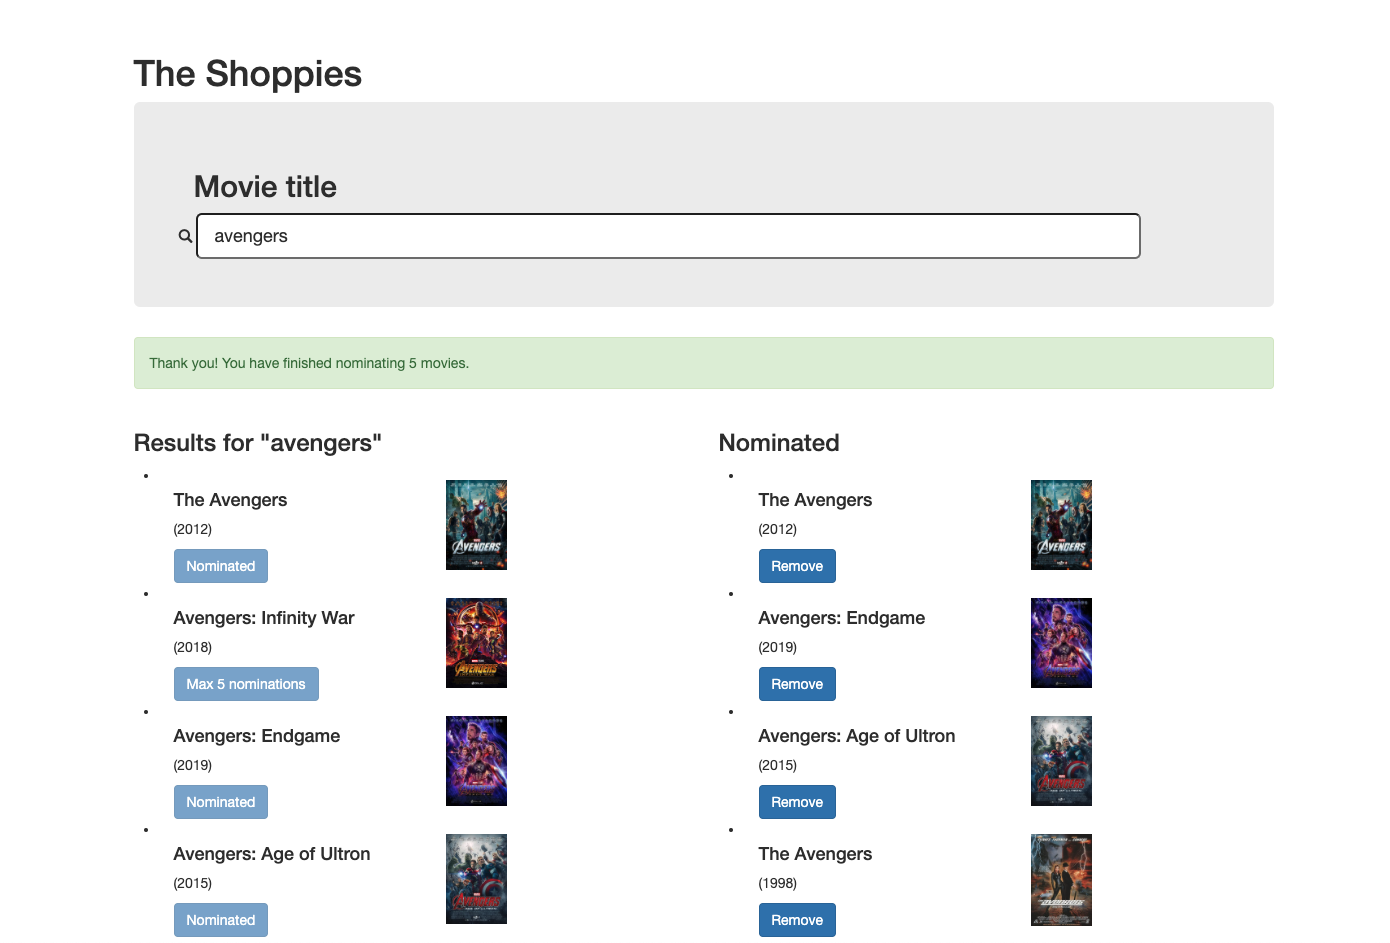 The Shoppies
Movie title
avengers
Thank you! You have finished nominating 5 movies.
Results for "avengers"
The Avengers
(2012)
Nominated
Avengers: Infinity War
(2018)
Max 5 nominations
Avengers: Endgame
(2019)
Nominated
Avengers: Age of Ultron
(2015)
Nominated
Nominated
The Avengers
(2012)
Remove
Avengers: Endgame
(2019)
Remove
Avengers: Age of Ultron
(2015)
Remove
The Avengers
(1998)
Remove
AVENGERS
AVENGERS